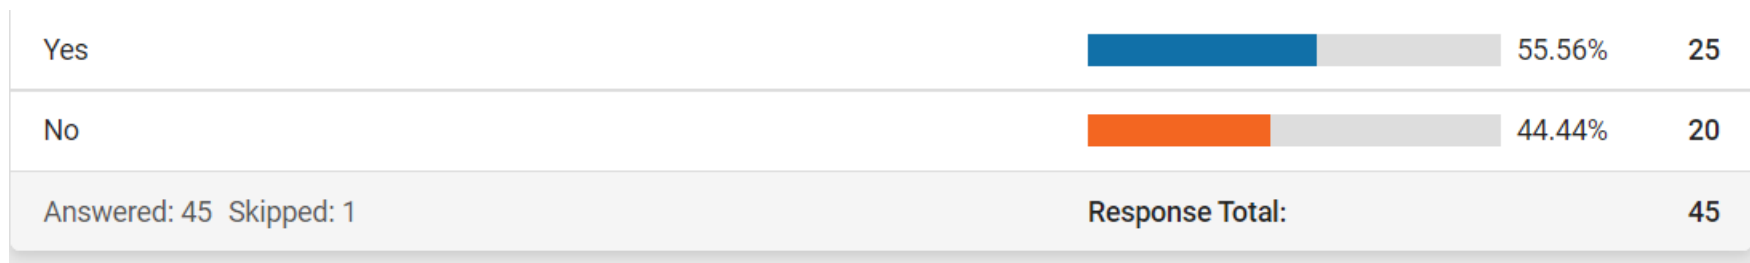 Yes 55.56% 25
No 44.44% 20
Answered: 45 Skipped: 1 Response Total: 45